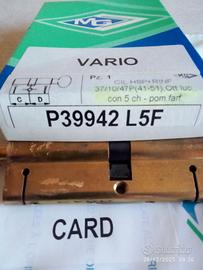 MG
VARIO
Pz. 1
CIL HSP+RINF
37/10/47P(41-51) Ott luc
con 5 ch - pom.farf.
C D
P39942 L5F
CARD